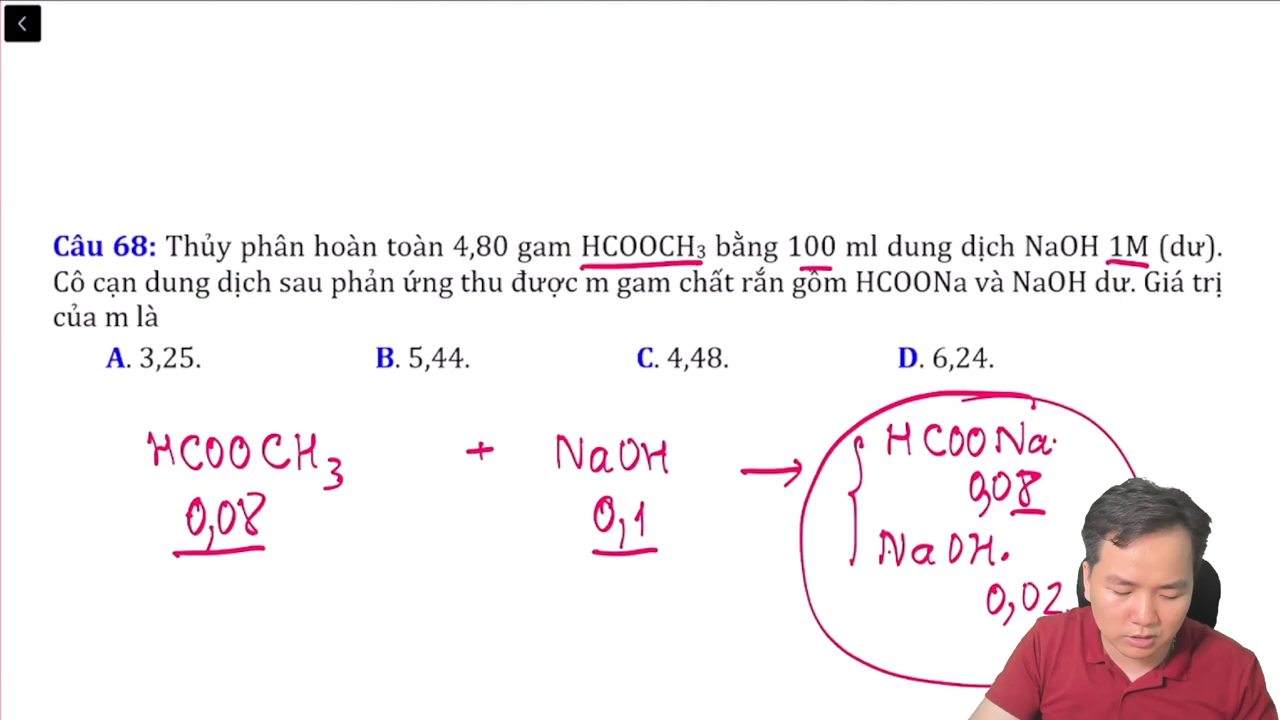 Câu 68: Thủy phân hoàn toàn 4,80 gam HCOOCH₃ bằng 100 ml dung dịch NaOH 1M (dư).
Cô cạn dung dịch sau phản ứng thu được m gam chất rắn gồm HCOONa và NaOH dư. Giá trị
của m là
A. 3,25. B. 5,44. C. 4,48. D. 6,24.
HCOOCH₃ + NaOH → { HCOONa
0,08 0,1 0,08
NaOH
0,02